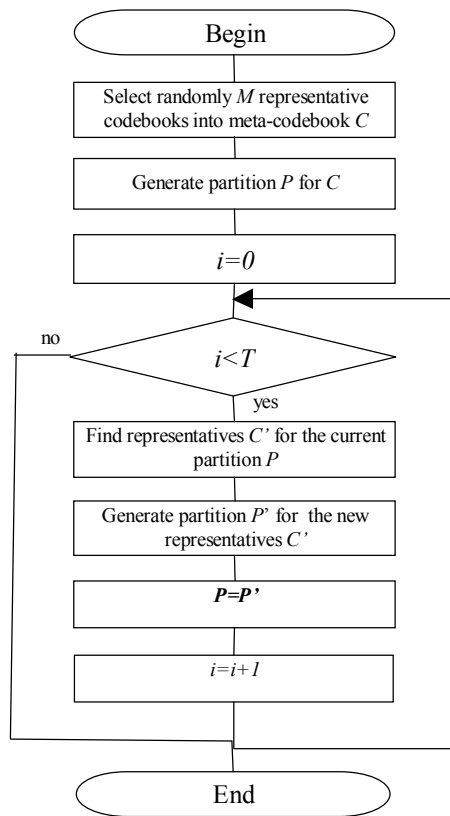 Begin
Select randomly M representative
codebooks into meta-codebook C
Generate partition P for C
i=0
no
i<T
yes
Find representatives C’ for the current
partition P
Generate partition P’ for the new
representatives C’
P=P’
i=i+1
End